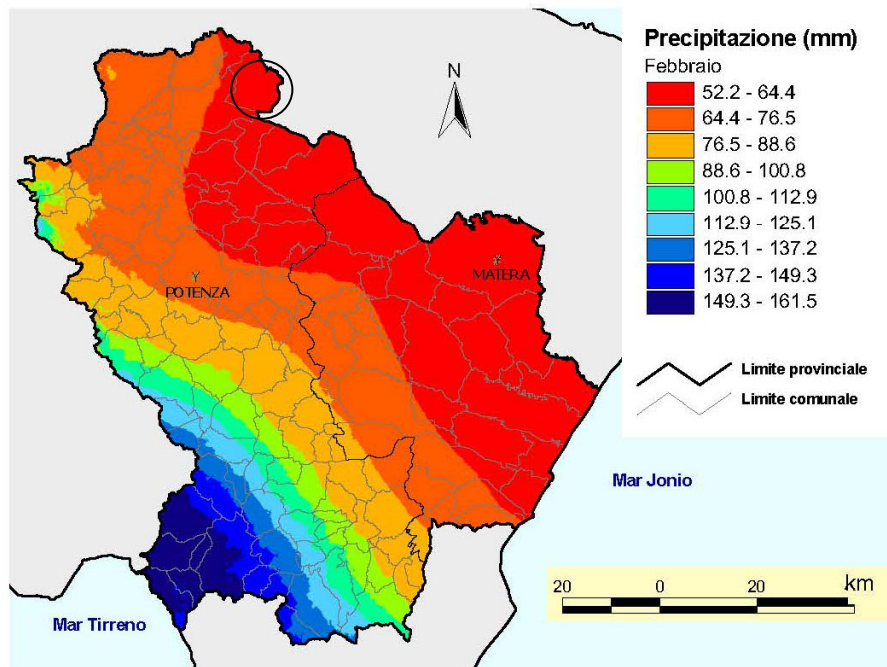 Precipitazione (mm)
Febbraio
52.2 - 64.4
64.4 - 76.5
76.5 - 88.6
88.6 - 100.8
100.8 - 112.9
112.9 - 125.1
125.1 - 137.2
137.2 - 149.3
149.3 - 161.5
Limite provinciale
Limite comunale
N
MATERA
POTENZA
Mar Jonio
Mar Tirreno
20 0 20 km